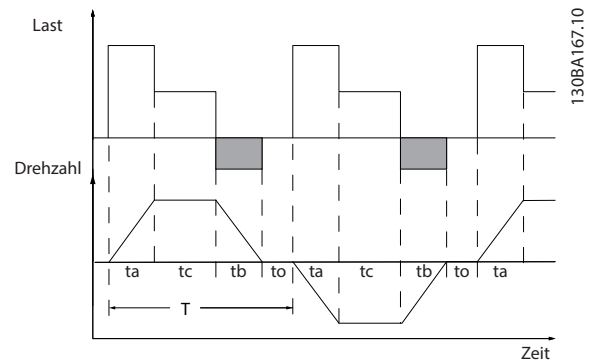 Last
130BA167.10
Drehzahl
ta tc tb to ta tc tb to ta
T
Zeit